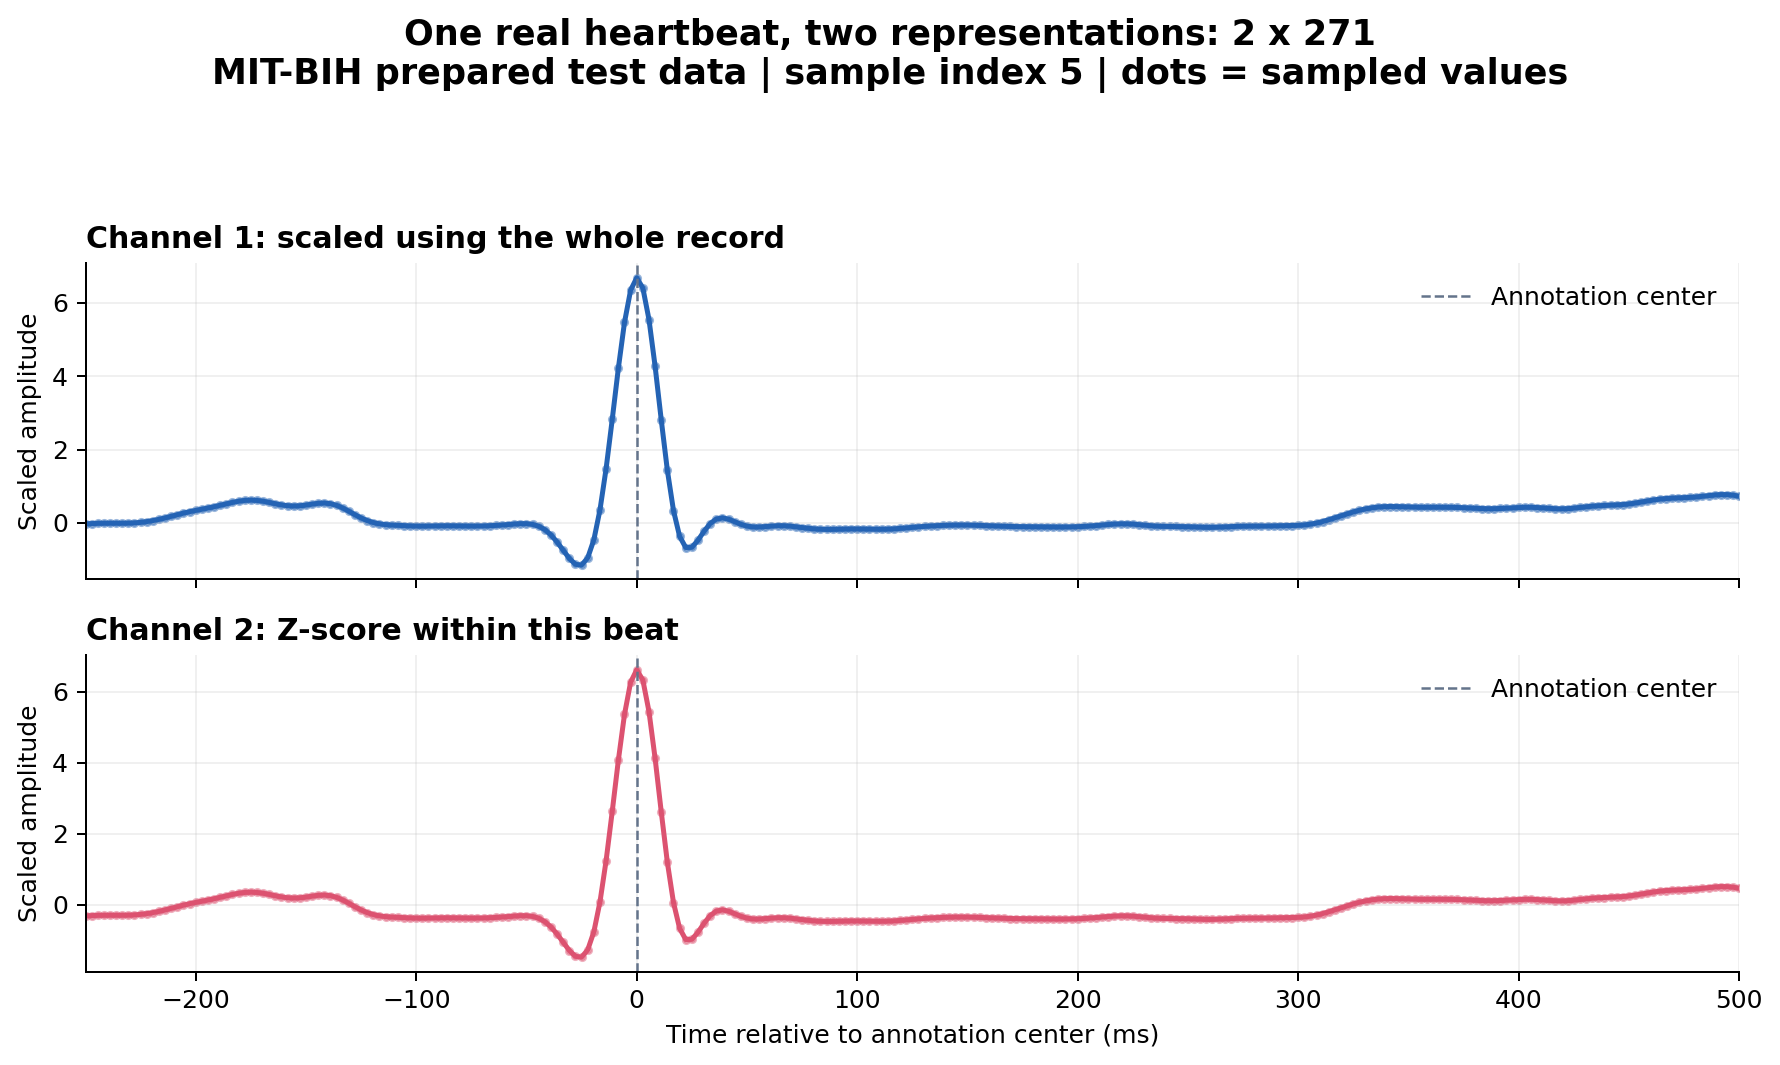 One real heartbeat, two representations: 2 x 271
MIT-BIH prepared test data | sample index 5 | dots = sampled values
Channel 1: scaled using the whole record
Scaled amplitude
6
4
2
0
Annotation center
Channel 2: Z-score within this beat
Scaled amplitude
6
4
2
0
Annotation center
−200 −100 0 100 200 300 400 500
Time relative to annotation center (ms)